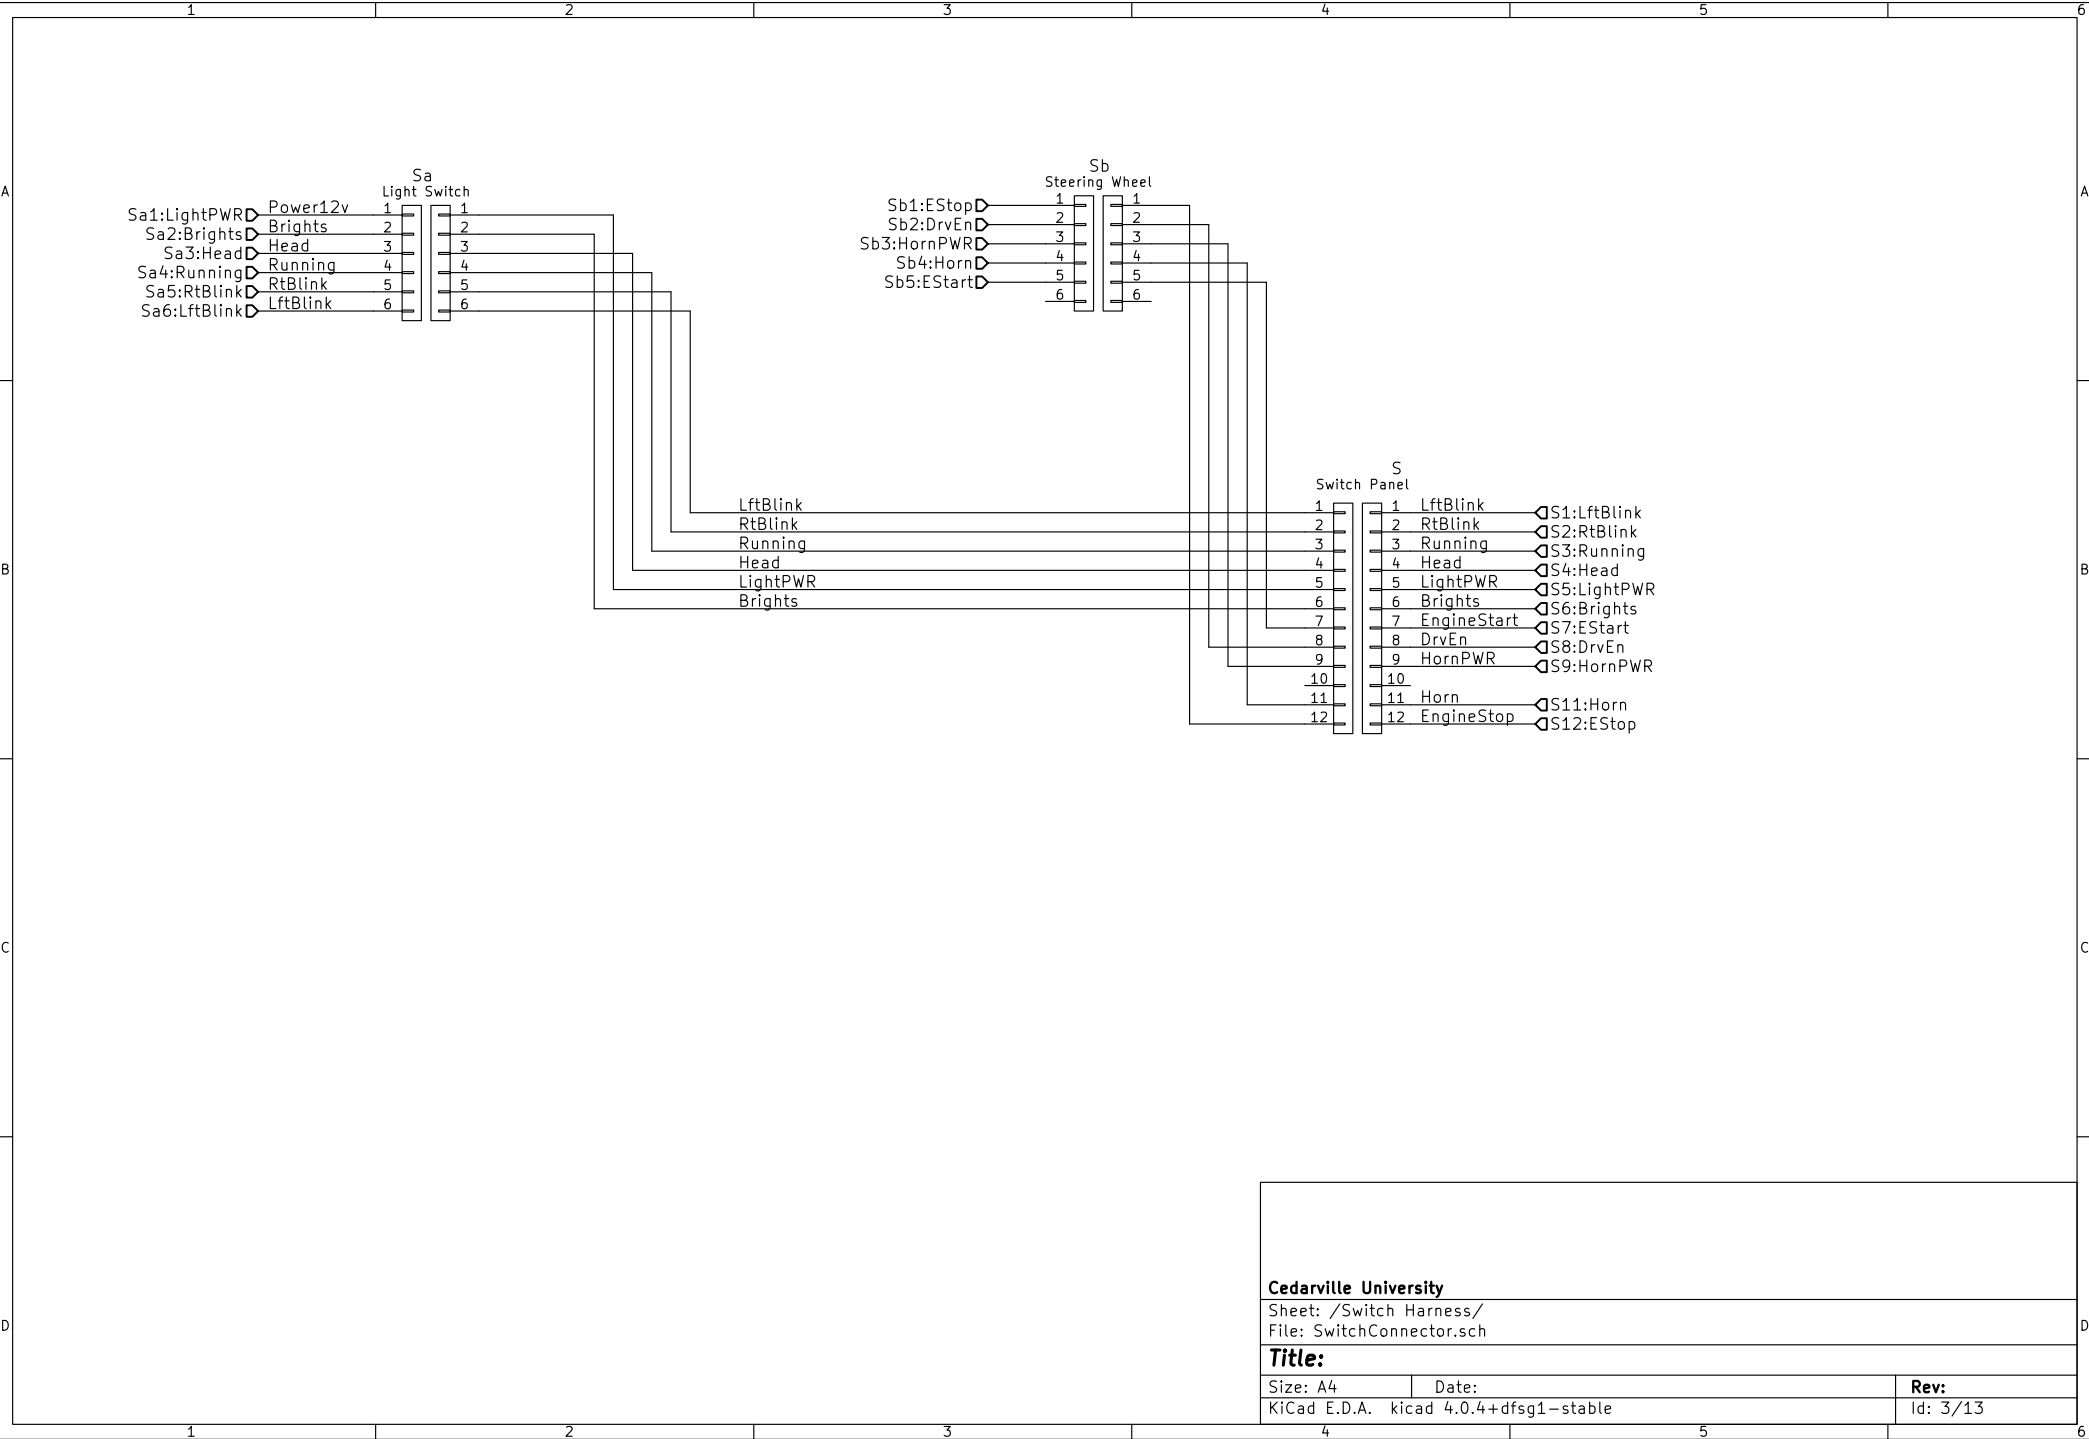 1 2 3 4 5 6
A A
B B
C C
D D
Sa
Light Switch
Sa1:LightPWR Power12v 1 1
Sa2:Brights Brights 2 2
Sa3:Head Head 3 3
Sa4:Running Running 4 4
Sa5:RtBlink RtBlink 5 5
Sa6:LftBlink LftBlink 6 6
Sb
Steering Wheel
Sb1:EStop 1 1
Sb2:DrvEn 2 2
Sb3:HornPWR 3 3
Sb4:Horn 4 4
Sb5:EStart 5 5
6 6
S
Switch Panel
LftBlink 1 1 LftBlink S1:LftBlink
RtBlink 2 2 RtBlink S2:RtBlink
Running 3 3 Running S3:Running
Head 4 4 Head S4:Head
LightPWR 5 5 LightPWR S5:LightPWR
Brights 6 6 Brights S6:Brights
7 7 EngineStart S7:EStart
8 8 DrvEn S8:DrvEn
9 9 HornPWR S9:HornPWR
10 10
11 11 Horn S11:Horn
12 12 EngineStop S12:EStop
Cedarville University
Sheet: /Switch Harness/
File: SwitchConnector.sch
Title:
Size: A4 Date: Rev:
KiCad E.D.A. kicad 4.0.4+dfsg1-stable Id: 3/13
1 2 3 4 5 6